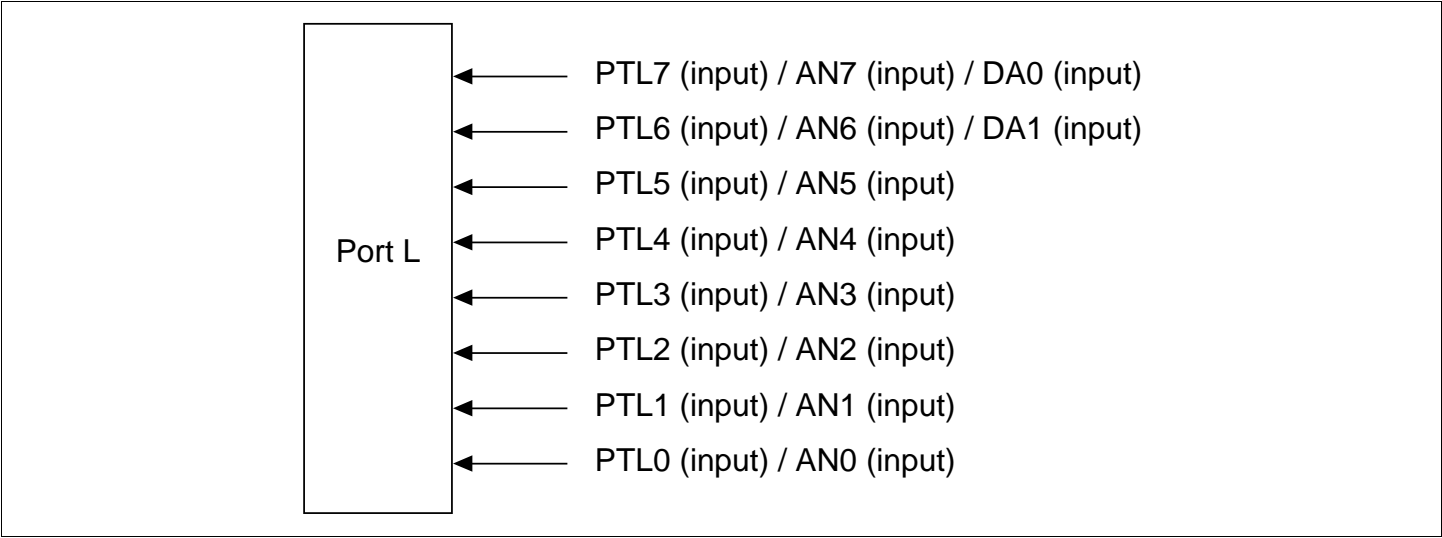 PTL7 (input) / AN7 (input) / DA0 (input)
PTL6 (input) / AN6 (input) / DA1 (input)
PTL5 (input) / AN5 (input)
PTL4 (input) / AN4 (input)
Port L
PTL3 (input) / AN3 (input)
PTL2 (input) / AN2 (input)
PTL1 (input) / AN1 (input)
PTL0 (input) / AN0 (input)